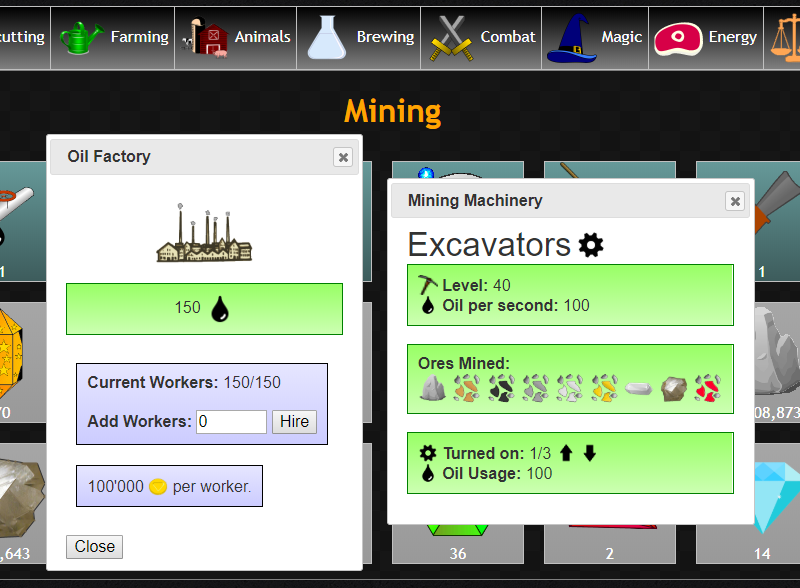 cutting
Farming
Animals
Brewing
Combat
Magic
Energy
Mining
Oil Factory
150
Current Workers: 150/150
Add Workers: 0 Hire
100'000 per worker.
Close
Mining Machinery
Excavators
Level: 40
Oil per second: 100
Ores Mined:
Turned on: 1/3
Oil Usage: 100
1
1
70
08,873
,643
36
2
14